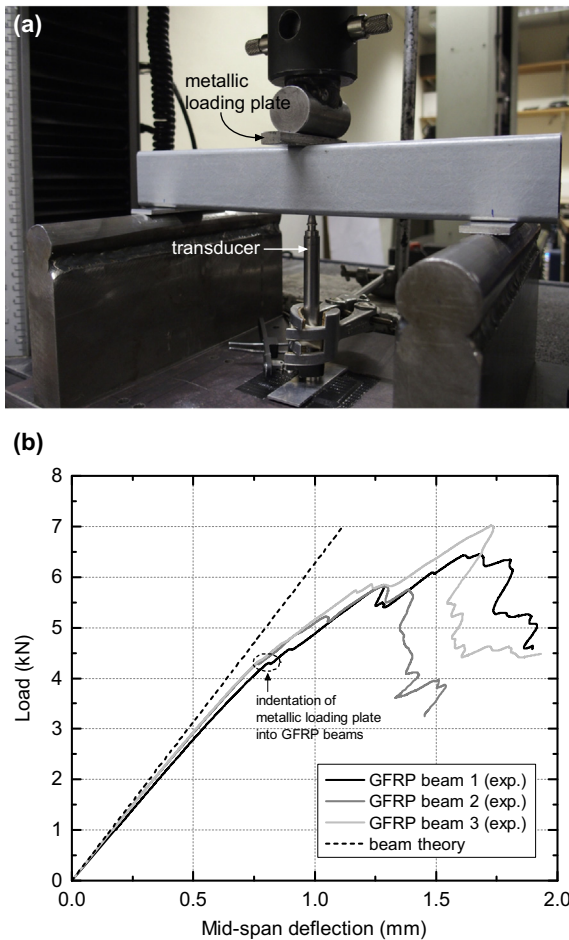 (a)
metallic
loading plate
transducer
(b)
8
7
6
5
4
3
2
1
0
0.0
0.5
1.0
1.5
2.0
Load (kN)
Mid-span deflection (mm)
indentation of
metallic loading plate
into GFRP beams
GFRP beam 1 (exp.)
GFRP beam 2 (exp.)
GFRP beam 3 (exp.)
beam theory